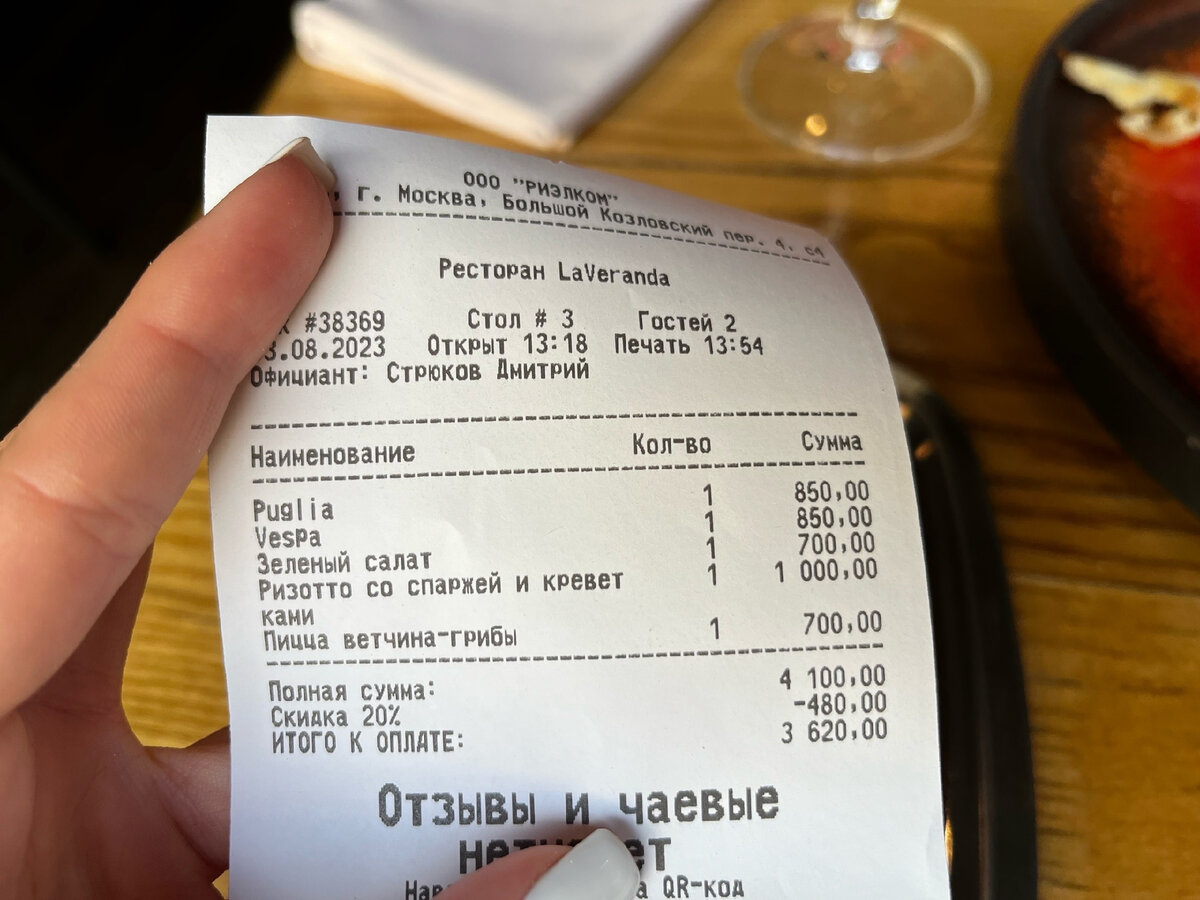 ООО "РИЭЛКОМ"
г. Москва, Большой Козловский пер. 4, с4
Ресторан LaVeranda
#38369 Стол # 3 Гостей 2
3.08.2023 Открыт 13:18 Печать 13:54
Официант: Стрюков Дмитрий
Наименование Кол-во Сумма
Puglia 1 850,00
Vespa 1 850,00
Зеленый салат 1 700,00
Ризотто со спаржей и кревет 1 1 000,00
ками
Пицца ветчина-грибы 1 700,00
Полная сумма: 4 100,00
Скидка 20% -480,00
ИТОГО К ОПЛАТЕ: 3 620,00
Отзывы и чаевые
QR-код